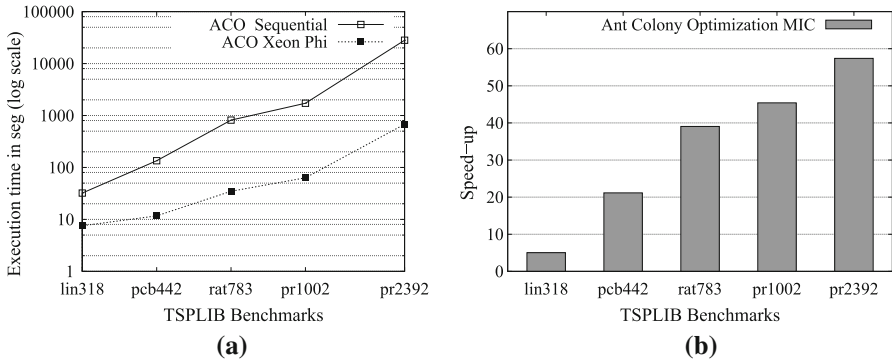 100000
10000
1000
100
10
1
Execution time in seg (log scale)
ACO Sequential
ACO Xeon Phi
lin318 pcb442 rat783 pr1002 pr2392
TSPLIB Benchmarks
(a)
60
50
40
30
20
10
0
Speed-up
Ant Colony Optimization MIC
lin318 pcb442 rat783 pr1002 pr2392
TSPLIB Benchmarks
(b)